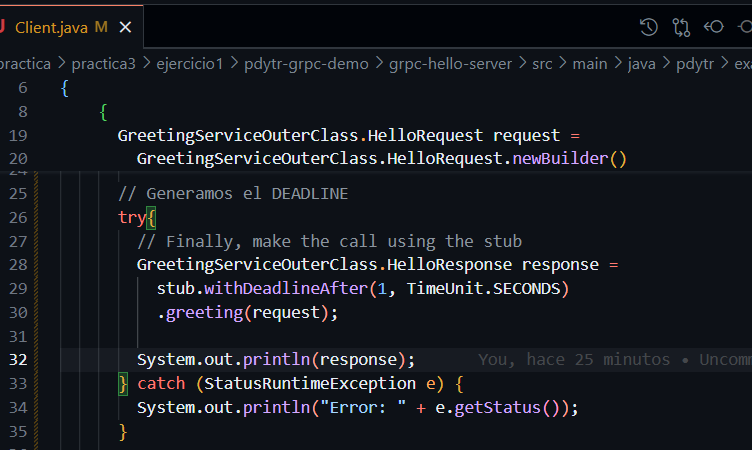 Client.java M
practica > practica3 > ejercicio1 > pdytr-grpc-demo > grpc-hello-server > src > main > java > pdytr > exa
6 {
8 {
19 GreetingServiceOuterClass.HelloRequest request =
20 GreetingServiceOuterClass.HelloRequest.newBuilder()
25 // Generamos el DEADLINE
26 try{
27 // Finally, make the call using the stub
28 GreetingServiceOuterClass.HelloResponse response =
29 stub.withDeadlineAfter(1, TimeUnit.SECONDS)
30 .greeting(request);
31
32 System.out.println(response); You, hace 25 minutos • Uncomm
33 } catch (StatusRuntimeException e) {
34 System.out.println("Error: " + e.getStatus());
35 }